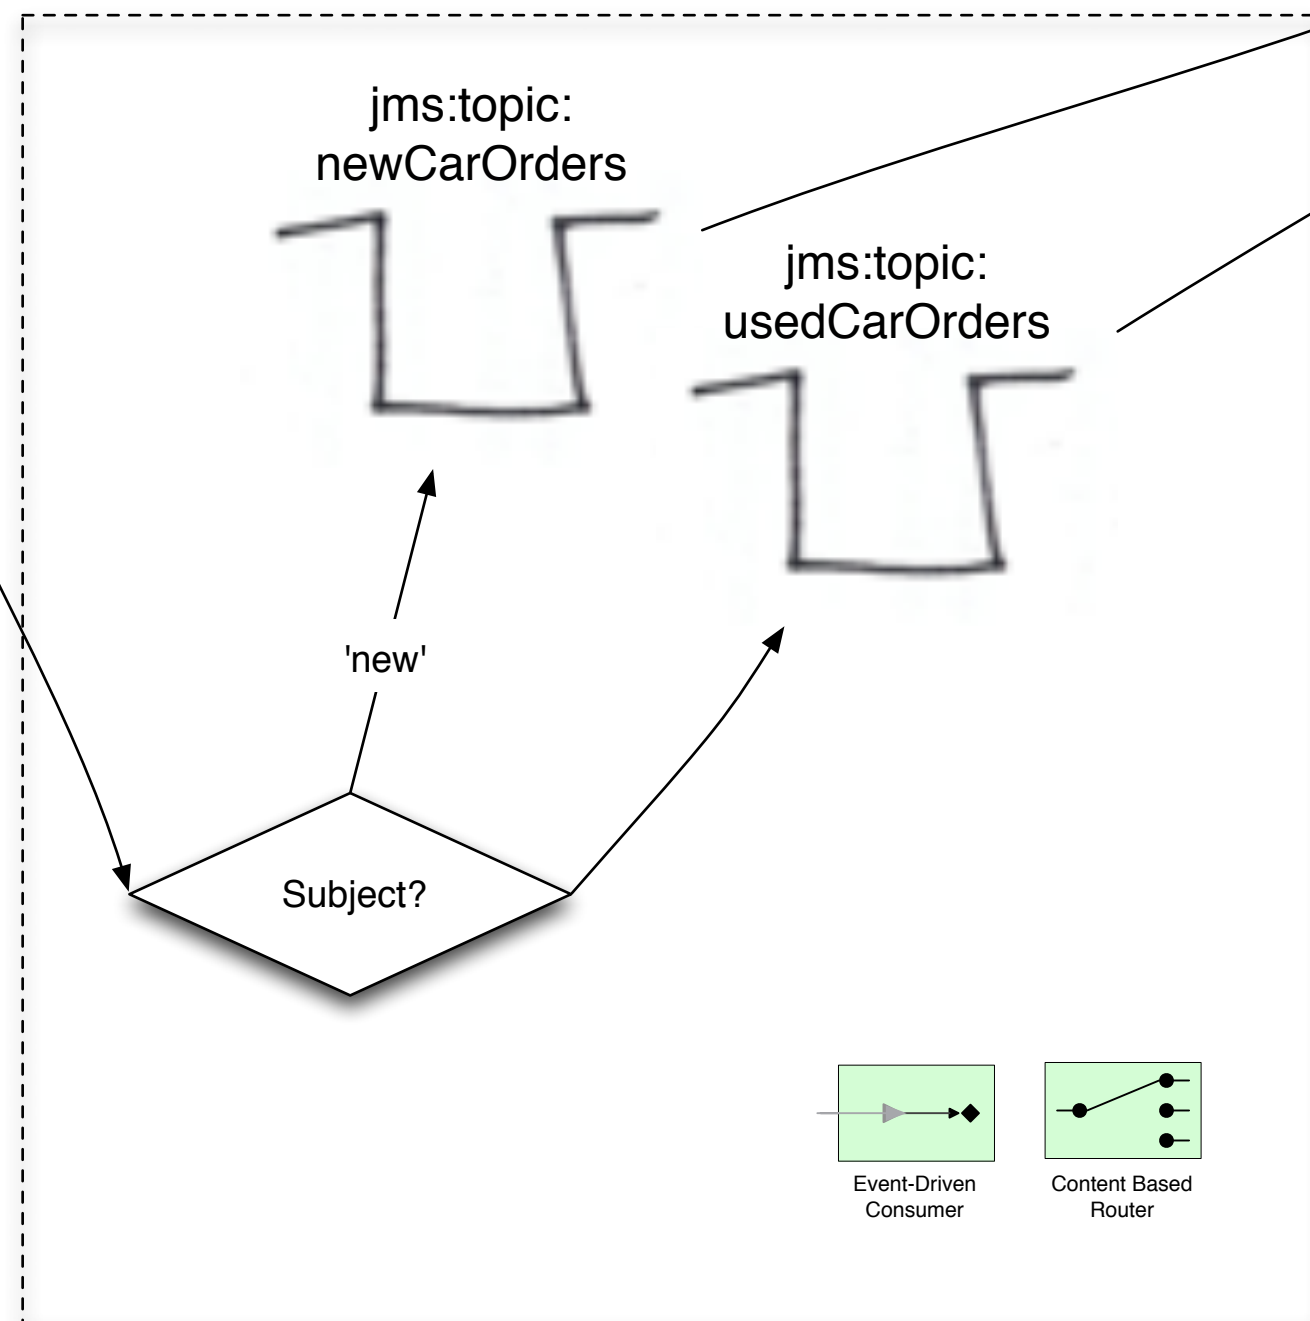 jms:topic:
newCarOrders
jms:topic:
usedCarOrders
'new'
Subject?
Event-Driven
Consumer
Content Based
Router